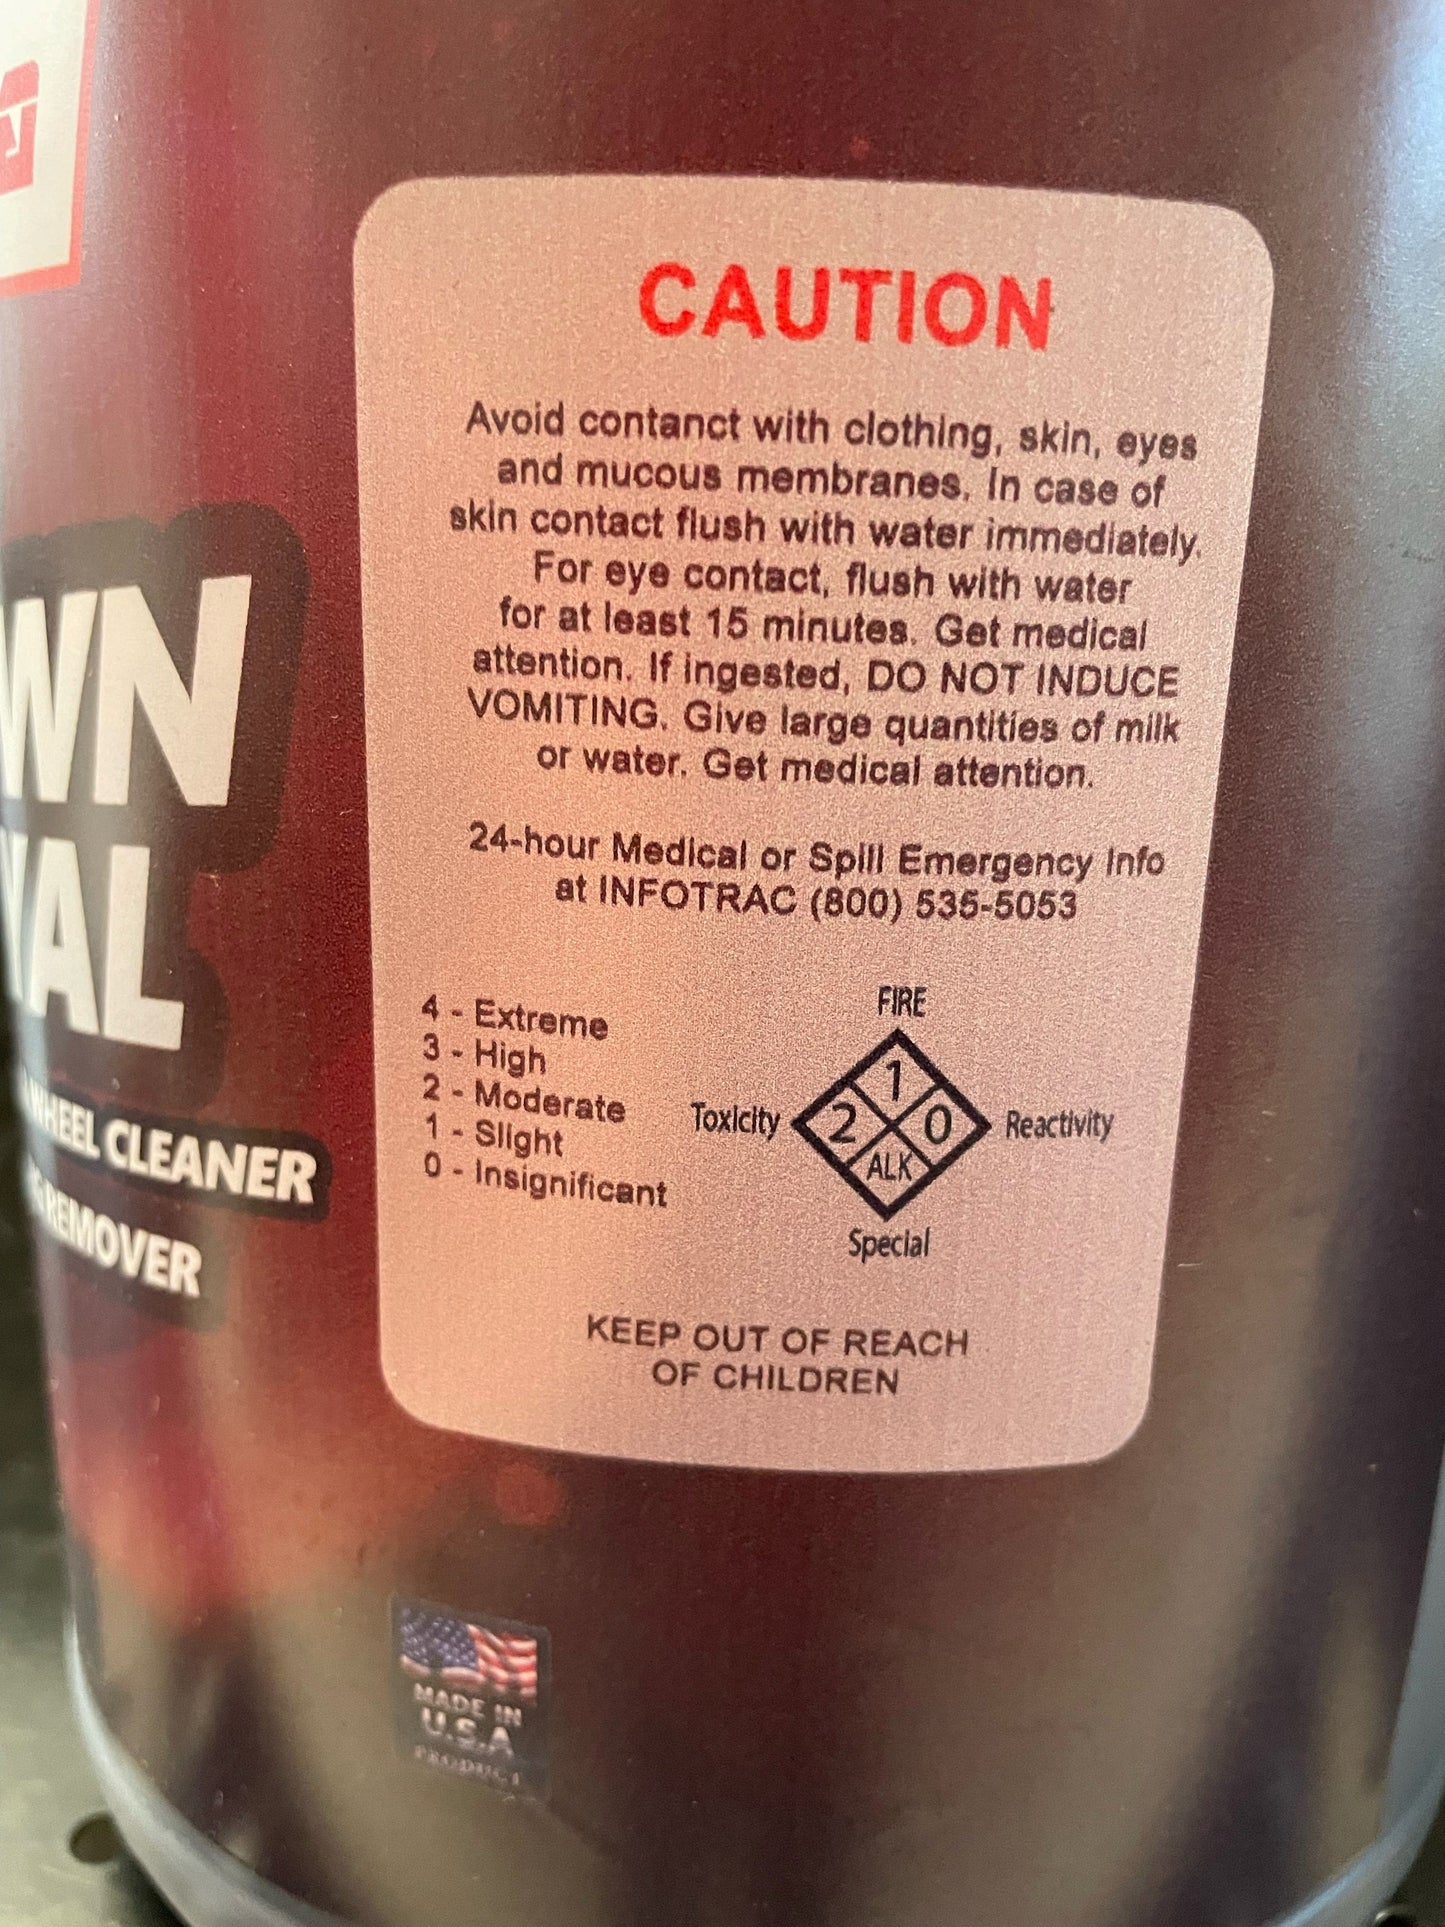 WN
VAL
WHEEL CLEANER
REMOVER
CAUTION
Avoid contanct with clothing, skin, eyes
and mucous membranes. In case of
skin contact flush with water immediately.
For eye contact, flush with water
for at least 15 minutes. Get medical
attention. If ingested, DO NOT INDUCE
VOMITING. Give large quantities of milk
or water. Get medical attention.
24-hour Medical or Spill Emergency Info
at INFOTRAC (800) 535-5053
4 - Extreme
3 - High
2 - Moderate
1 - Slight
0 - Insignificant
FIRE
1
Toxicity 2 0 Reactivity
ALK
Special
KEEP OUT OF REACH
OF CHILDREN
MADE IN
U.S.A
PRODUCT